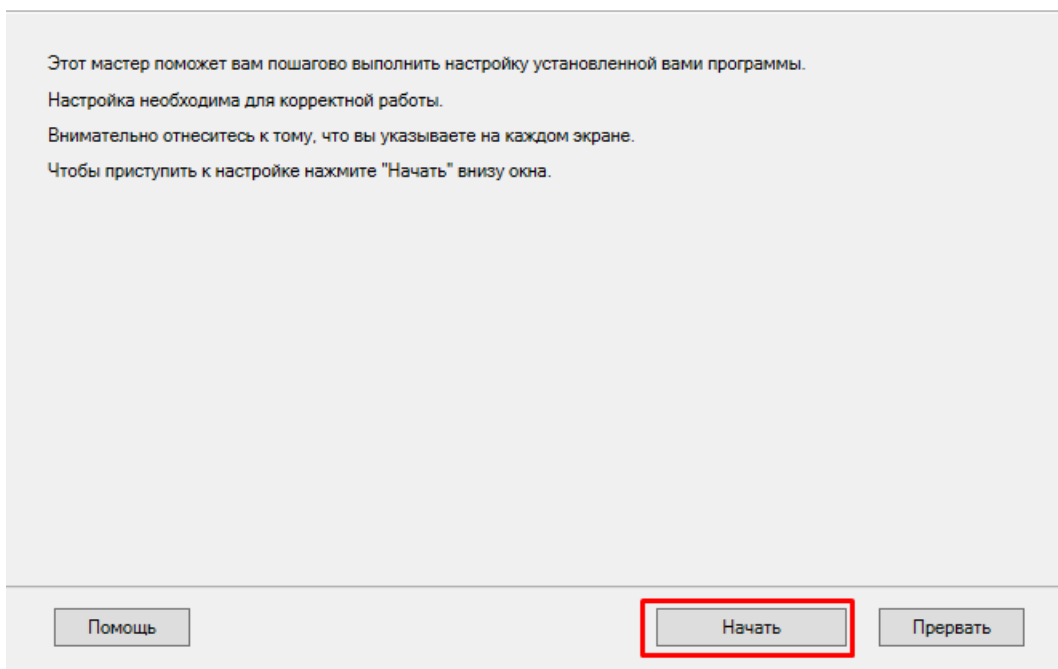 Этот мастер поможет вам пошагово выполнить настройку установленной вами программы.
Настройка необходима для корректной работы.
Внимательно отнеситесь к тому, что вы указываете на каждом экране.
Чтобы приступить к настройке нажмите "Начать" внизу окна.
Помощь
Начать
Прервать